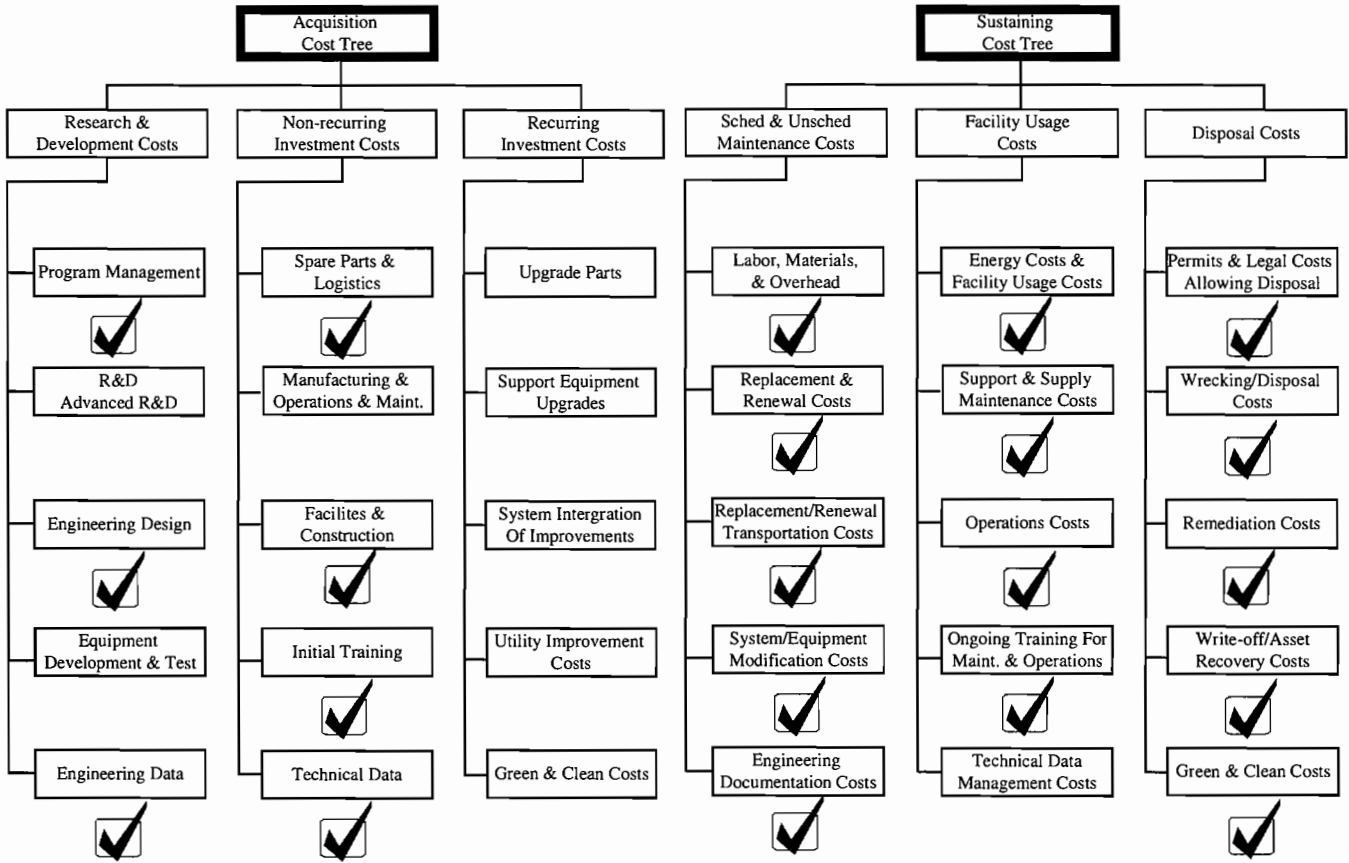 Acquisition
Cost Tree
Sustaining
Cost Tree
Research &
Development Costs
Non-recurring
Investment Costs
Recurring
Investment Costs
Sched & Unsched
Maintenance Costs
Facility Usage
Costs
Disposal Costs
Program Management
Spare Parts &
Logistics
Upgrade Parts
Labor, Materials,
& Overhead
Energy Costs &
Facility Usage Costs
Permits & Legal Costs
Allowing Disposal
R&D
Advanced R&D
Manufacturing &
Operations & Maint.
Support Equipment
Upgrades
Replacement &
Renewal Costs
Support & Supply
Maintenance Costs
Wrecking/Disposal
Costs
Engineering Design
Facilites &
Construction
System Intergration
Of Improvements
Replacement/Renewal
Transportation Costs
Operations Costs
Remediation Costs
Equipment
Development & Test
Initial Training
Utility Improvement
Costs
System/Equipment
Modification Costs
Ongoing Training For
Maint. & Operations
Write-off/Asset
Recovery Costs
Engineering Data
Technical Data
Green & Clean Costs
Engineering
Documentation Costs
Technical Data
Management Costs
Green & Clean Costs